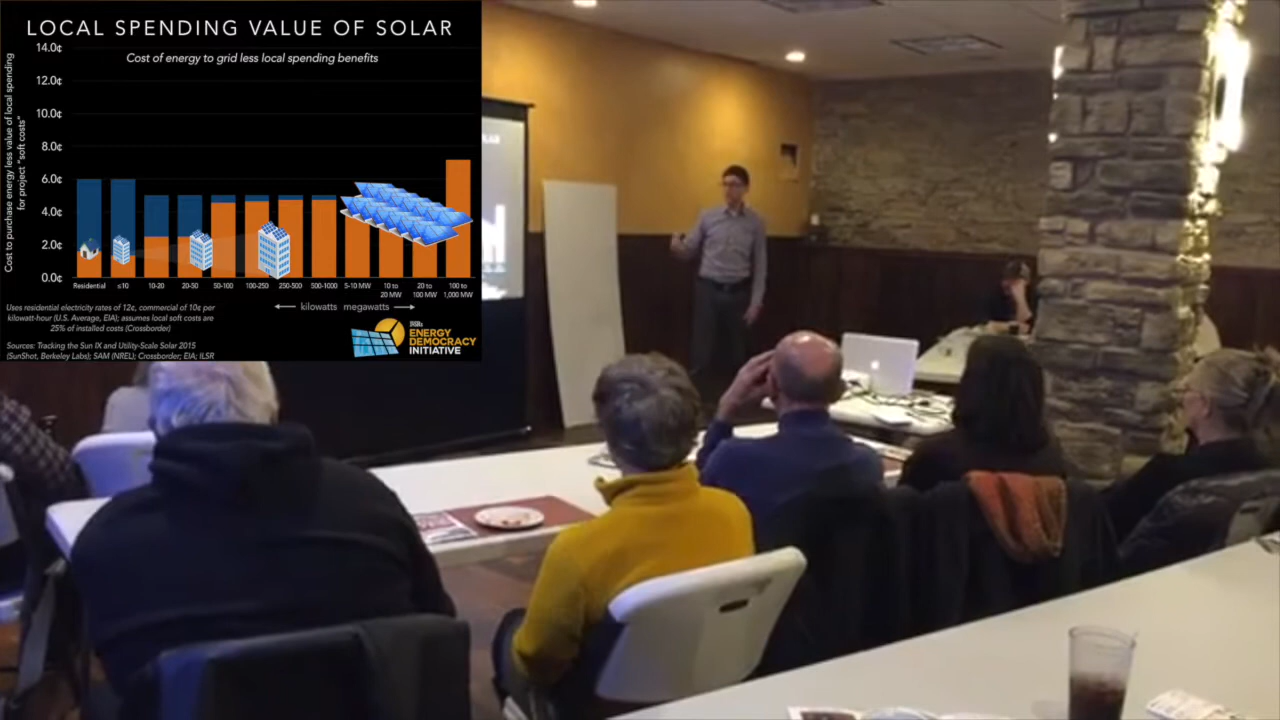 LOCAL SPENDING VALUE OF SOLAR
Cost of energy to grid less local spending benefits
Cost to purchase energy less value of local spending
for project "soft costs"
14.0¢
12.0¢
10.0¢
8.0¢
6.0¢
4.0¢
2.0¢
0.0¢
Residential
≤10
10-20
20-50
50-100
100-250
250-500
500-1000
5-10 MW
10 to
20 MW
20 to
100 MW
100 to
1,000 MW
kilowatts megawatts
Uses residential electricity rates of 12¢, commercial of 10¢ per
kilowatt-hour (U.S. Average, EIA); assumes local soft costs are
25% of installed costs (Crossborder)
Sources: Tracking the Sun IX and Utility-Scale Solar 2015
(SunShot, Berkeley Labs); SAM (NREL); Crossborder; EIA; ILSR
ENERGY
DEMOCRACY
INITIATIVE